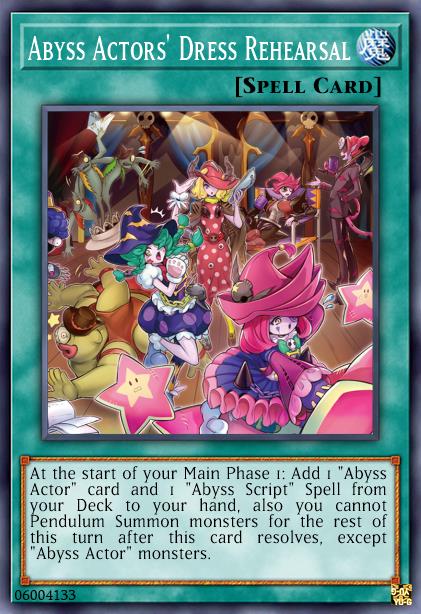 Abyss Actors' Dress Rehearsal 魔
[Spell Card]
At the start of your Main Phase 1: Add 1 "Abyss
Actor" card and 1 "Abyss Script" Spell from
your Deck to your hand, also you cannot
Pendulum Summon monsters for the rest of
this turn after this card resolves, except
"Abyss Actor" monsters.
06004133